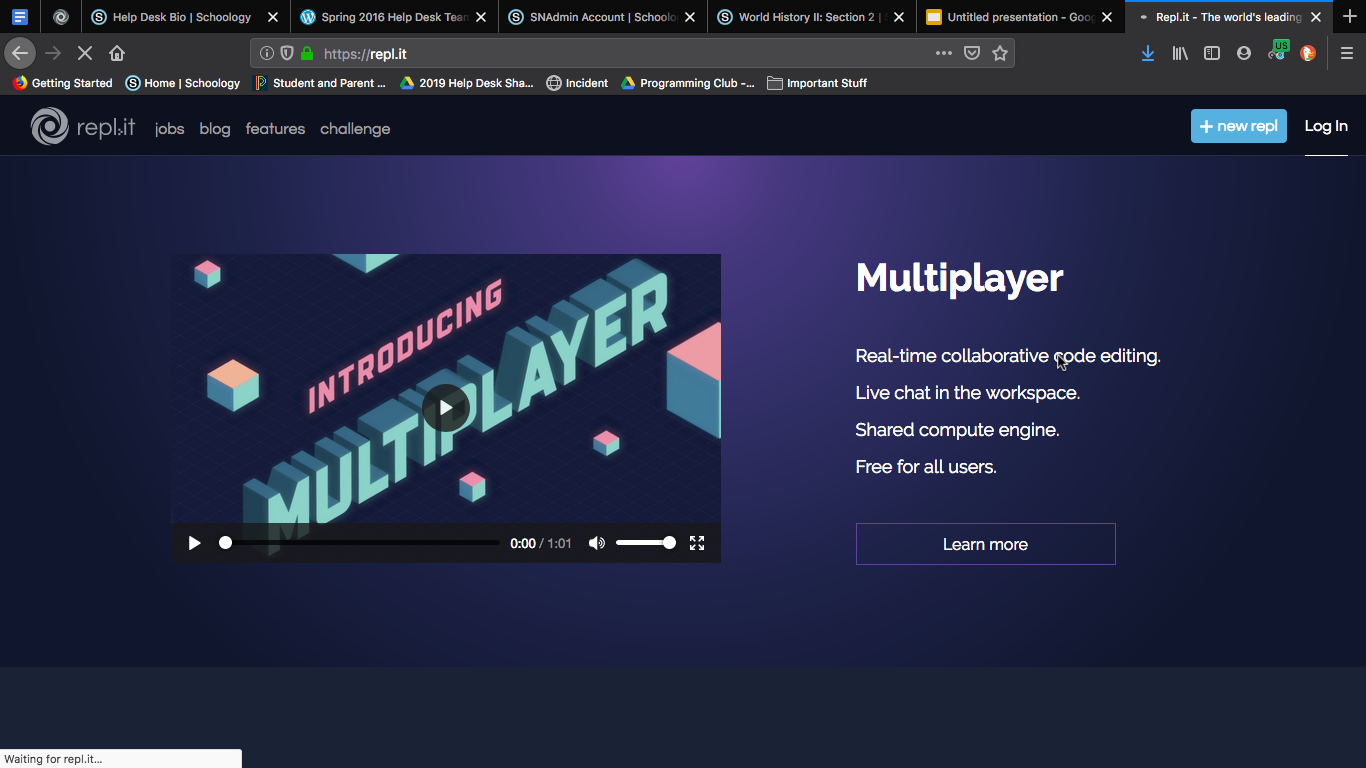 Help Desk Bio | Schoology
Spring 2016 Help Desk Tear
SNAdmin Account | Schoolo
World History II: Section 2 |
Untitled presentation - Goog
Repl.it - The world's leading
https://repl.it
US
Getting Started
Home | Schoology
Student and Parent ...
2019 Help Desk Sha...
Incident
Programming Club -...
Important Stuff
repl.it
jobs
blog
features
challenge
+ new repl
Log In
INTRODUCING
MULTIPLAYER
0:00 / 1:01
Multiplayer
Real-time collaborative code editing.
Live chat in the workspace.
Shared compute engine.
Free for all users.
Learn more
Waiting for repl.it...